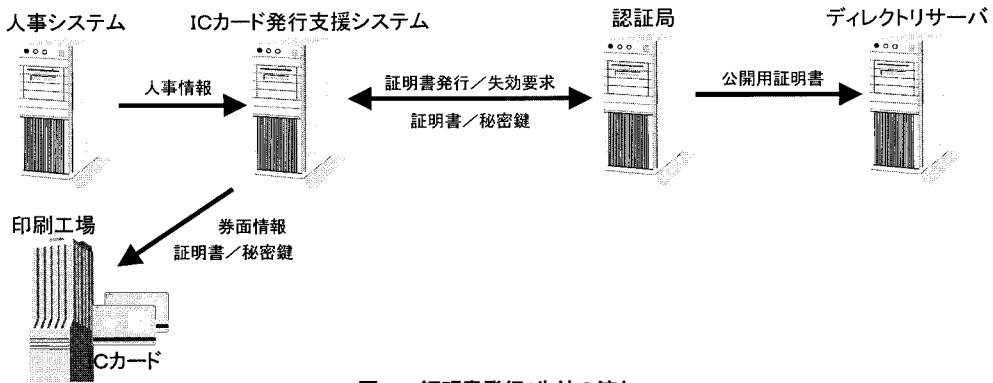 人事システム
ICカード発行支援システム
認証局
ディレクトリサーバ
人事情報
証明書発行／失効要求
証明書／秘密鍵
公開用証明書
印刷工場
券面情報
証明書／秘密鍵
ICカード